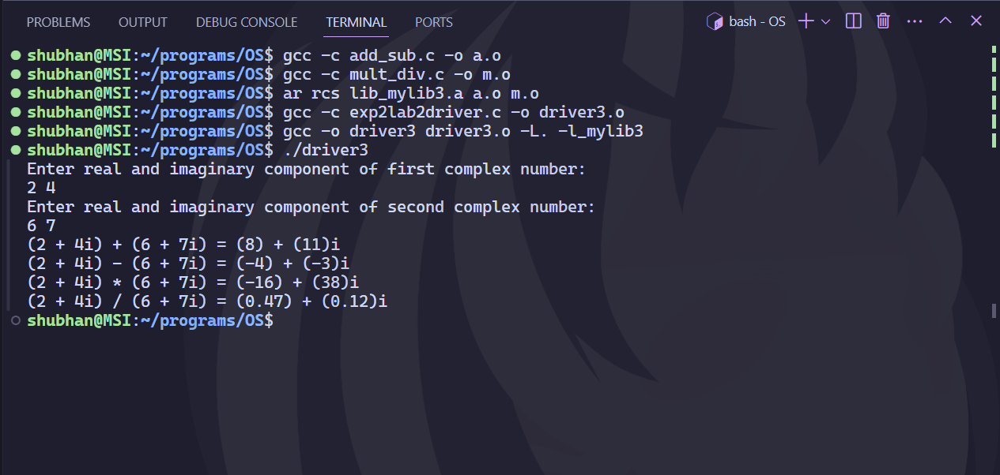 PROBLEMS OUTPUT DEBUG CONSOLE TERMINAL PORTS bash - OS
shubhan@MSI:~/programs/OS$ gcc -c add_sub.c -o a.o
shubhan@MSI:~/programs/OS$ gcc -c mult_div.c -o m.o
shubhan@MSI:~/programs/OS$ ar rcs lib_mylib3.a a.o m.o
shubhan@MSI:~/programs/OS$ gcc -c exp2lab2driver.c -o driver3.o
shubhan@MSI:~/programs/OS$ gcc -o driver3 driver3.o -L. -l_mylib3
shubhan@MSI:~/programs/OS$ ./driver3
Enter real and imaginary component of first complex number:
2 4
Enter real and imaginary component of second complex number:
6 7
(2 + 4i) + (6 + 7i) = (8) + (11)i
(2 + 4i) - (6 + 7i) = (-4) + (-3)i
(2 + 4i) * (6 + 7i) = (-16) + (38)i
(2 + 4i) / (6 + 7i) = (0.47) + (0.12)i
shubhan@MSI:~/programs/OS$